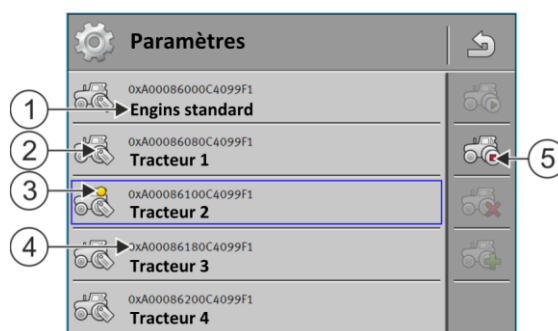 Paramètres
0xA00086000C4099F1
Engins standard
0xA00086080C4099F1
Tracteur 1
0xA00086100C4099F1
Tracteur 2
0xA00086180C4099F1
Tracteur 3
0xA00086200C4099F1
Tracteur 4
1
2
3
4
5